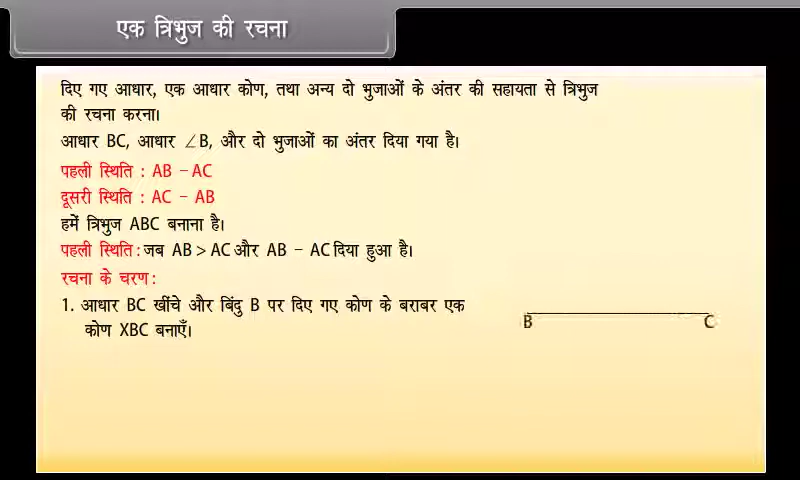 एक त्रिभुज की रचना
दिए गए आधार, एक आधार कोण, तथा अन्य दो भुजाओं के अंतर की सहायता से त्रिभुज
की रचना करना।
आधार BC, आधार ∠B, और दो भुजाओं का अंतर दिया गया है।
पहली स्थिति : AB - AC
दूसरी स्थिति : AC - AB
हमें त्रिभुज ABC बनाना है।
पहली स्थिति: जब AB > AC और AB - AC दिया हुआ है।
रचना के चरण:
1. आधार BC खींचे और बिंदु B पर दिए गए कोण के बराबर एक
कोण XBC बनाएँ।
B C